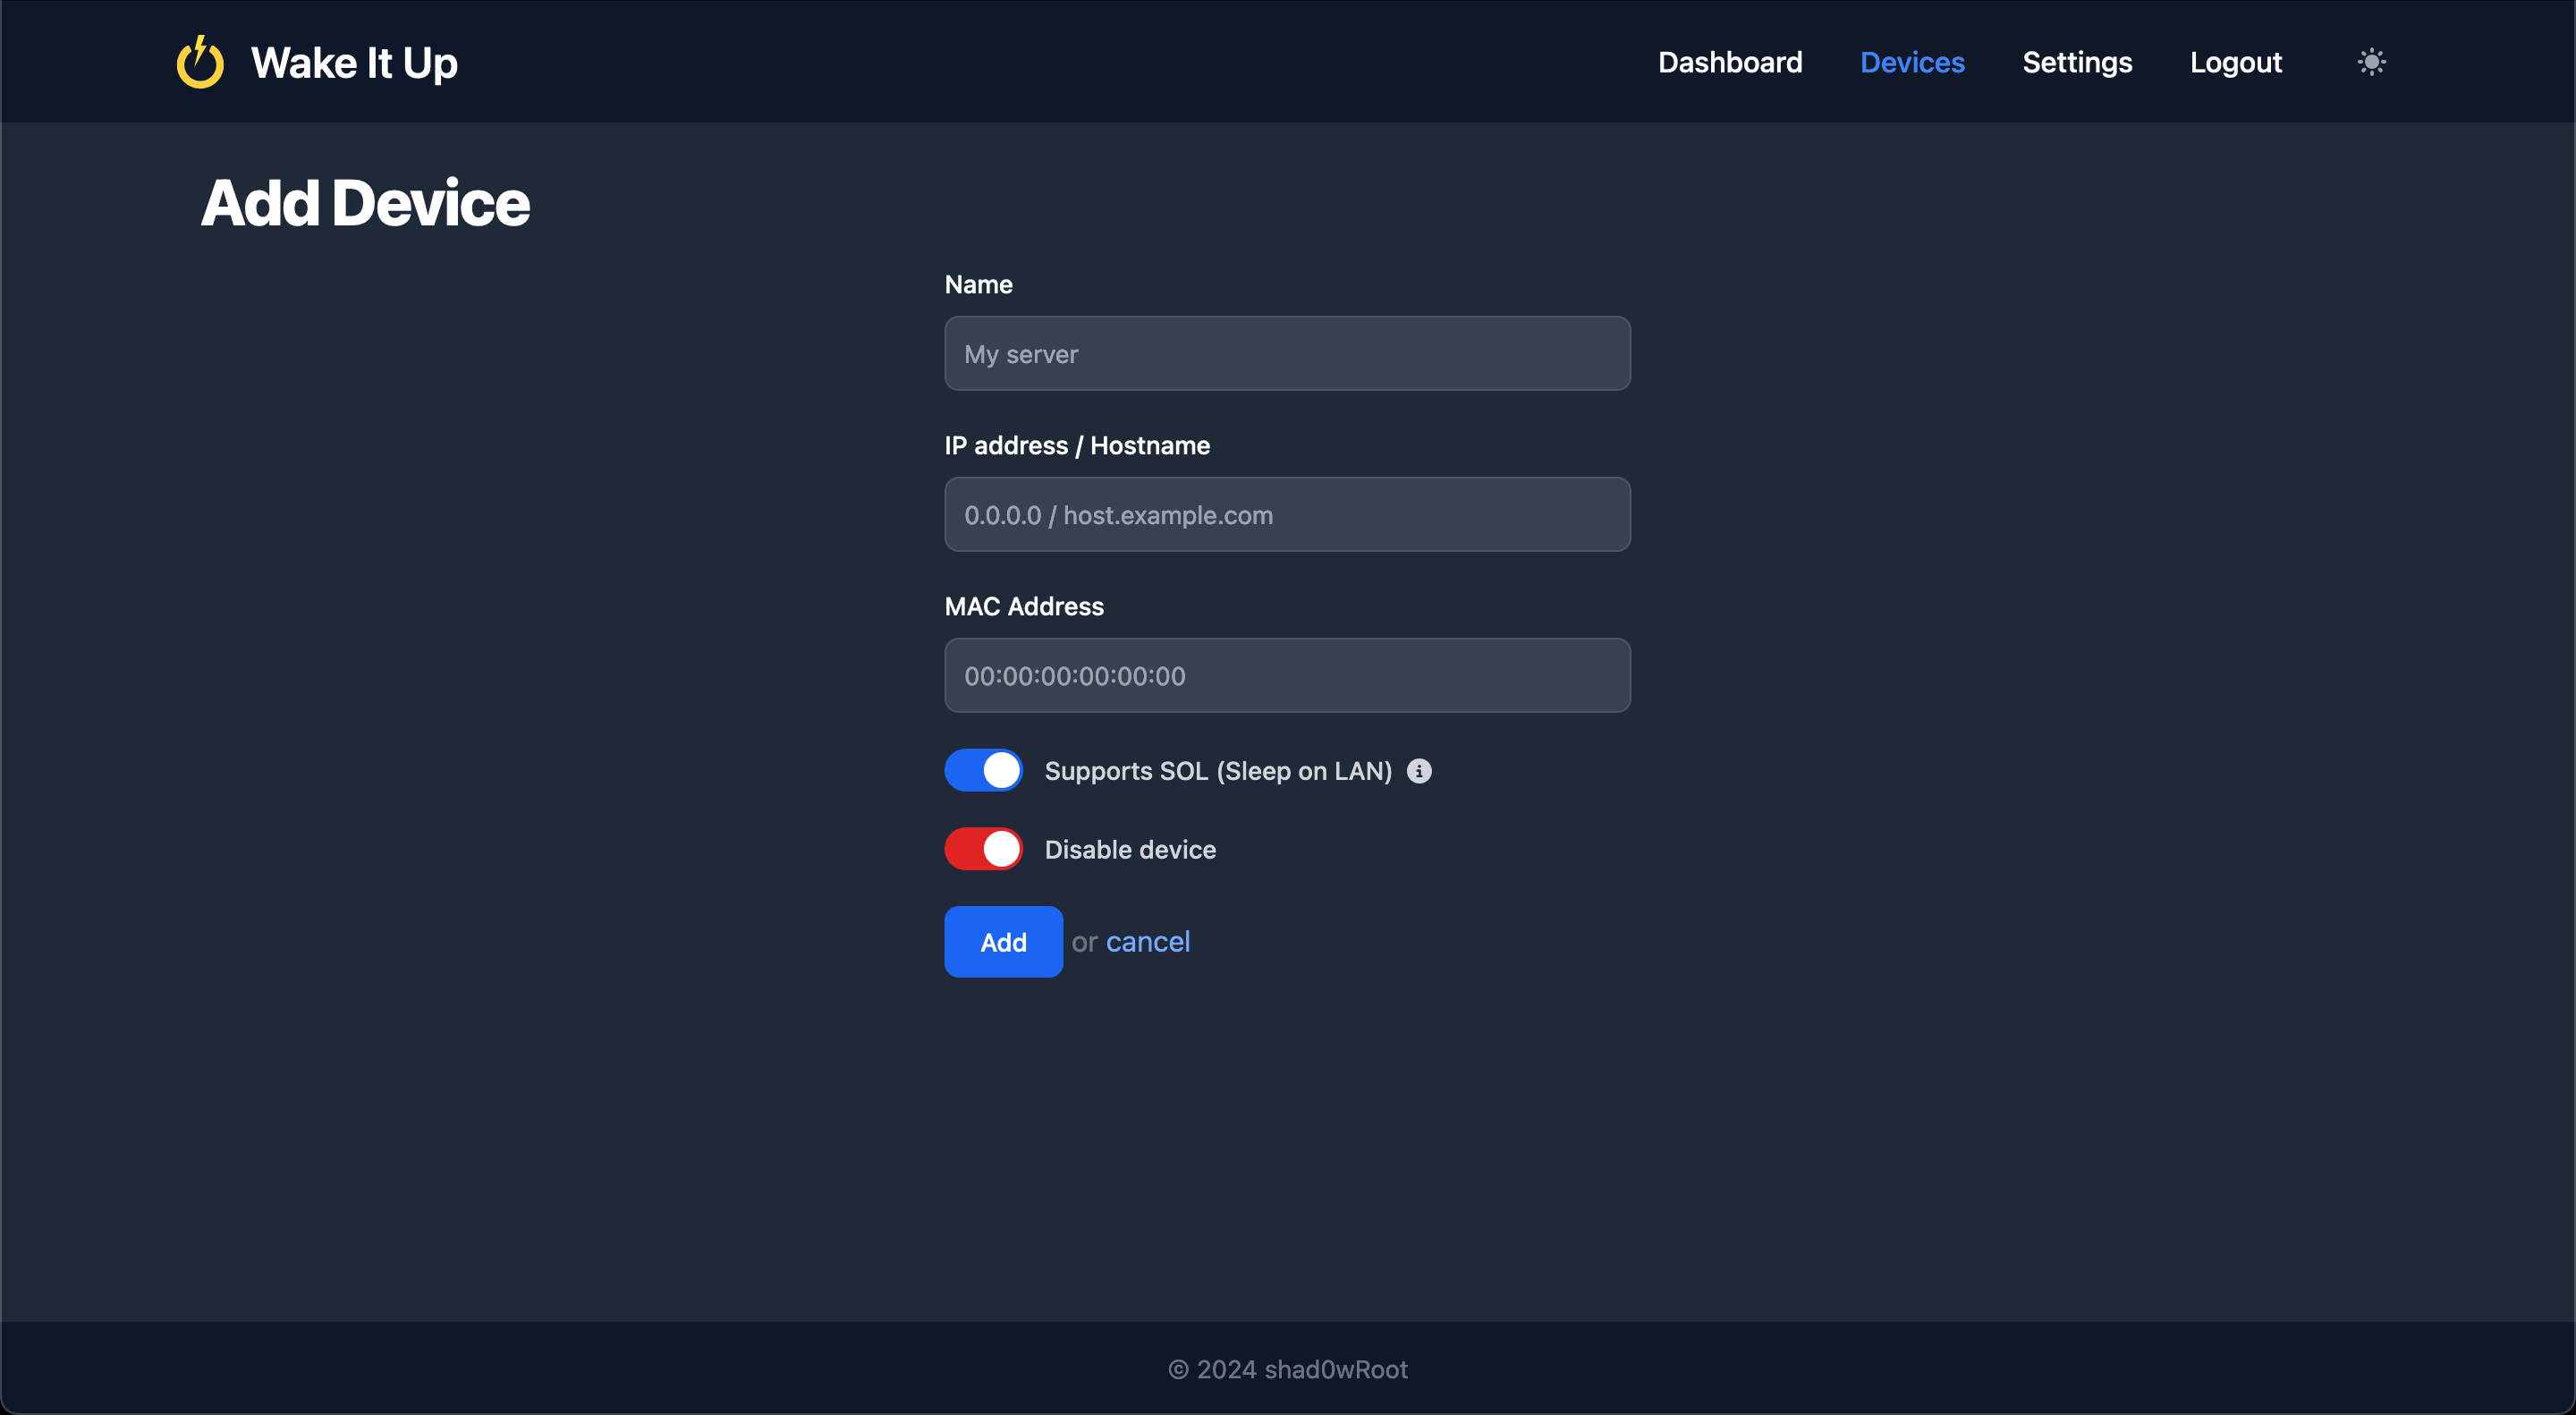 Wake It Up
Dashboard Devices Settings Logout
Add Device
Name
My server
IP address / Hostname
0.0.0.0 / host.example.com
MAC Address
00:00:00:00:00:00
Supports SOL (Sleep on LAN)
Disable device
Add or cancel
© 2024 shad0wRoot